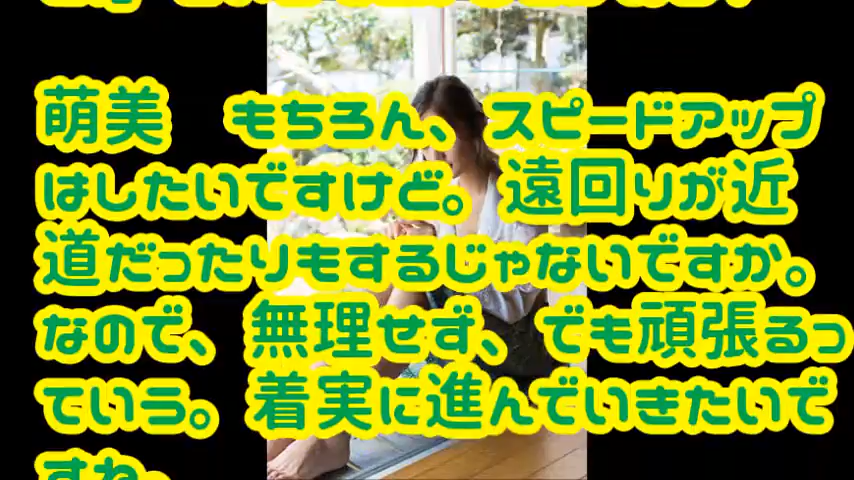 萌美　もちろん、スピードアップ
はしたいですけど。遠回りが近
道だったりもするじゃないですか。
なので、無理せず、でも頑張るっ
ていう。着実に進んでいきたいで
すね。